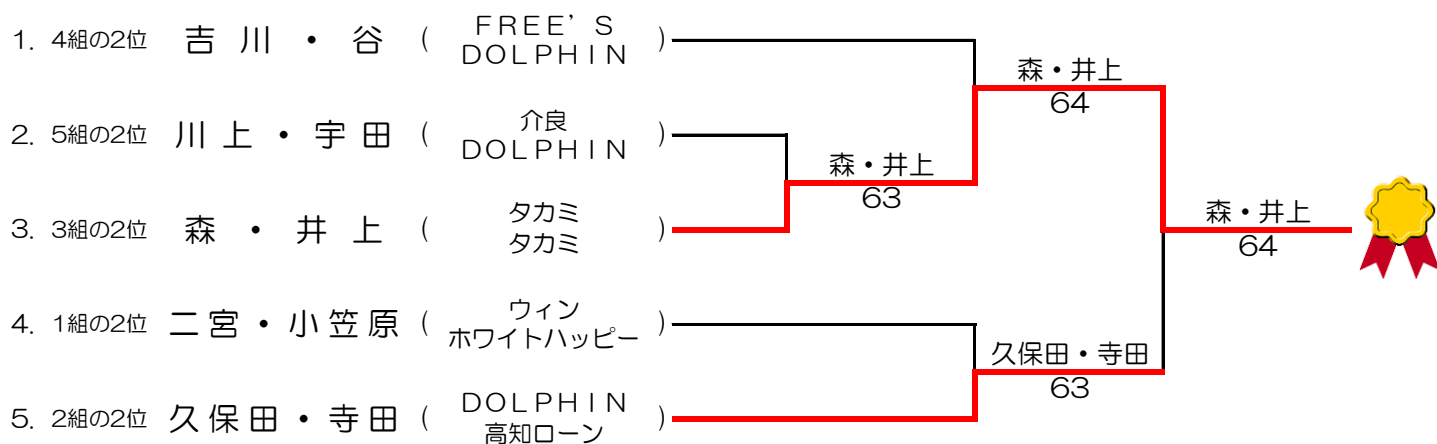 1. 4組の2位 吉川・谷 ( FREE'S
DOLPHIN )
森・井上
64
2. 5組の2位 川上・宇田 ( 介良
DOLPHIN )
森・井上
63
3. 3組の2位 森・井上 ( タカミ
タカミ )
森・井上
64
4. 1組の2位 二宮・小笠原 ( ウィン
ホワイトハッピー )
久保田・寺田
63
5. 2組の2位 久保田・寺田 ( DOLPHIN
高知ローン )